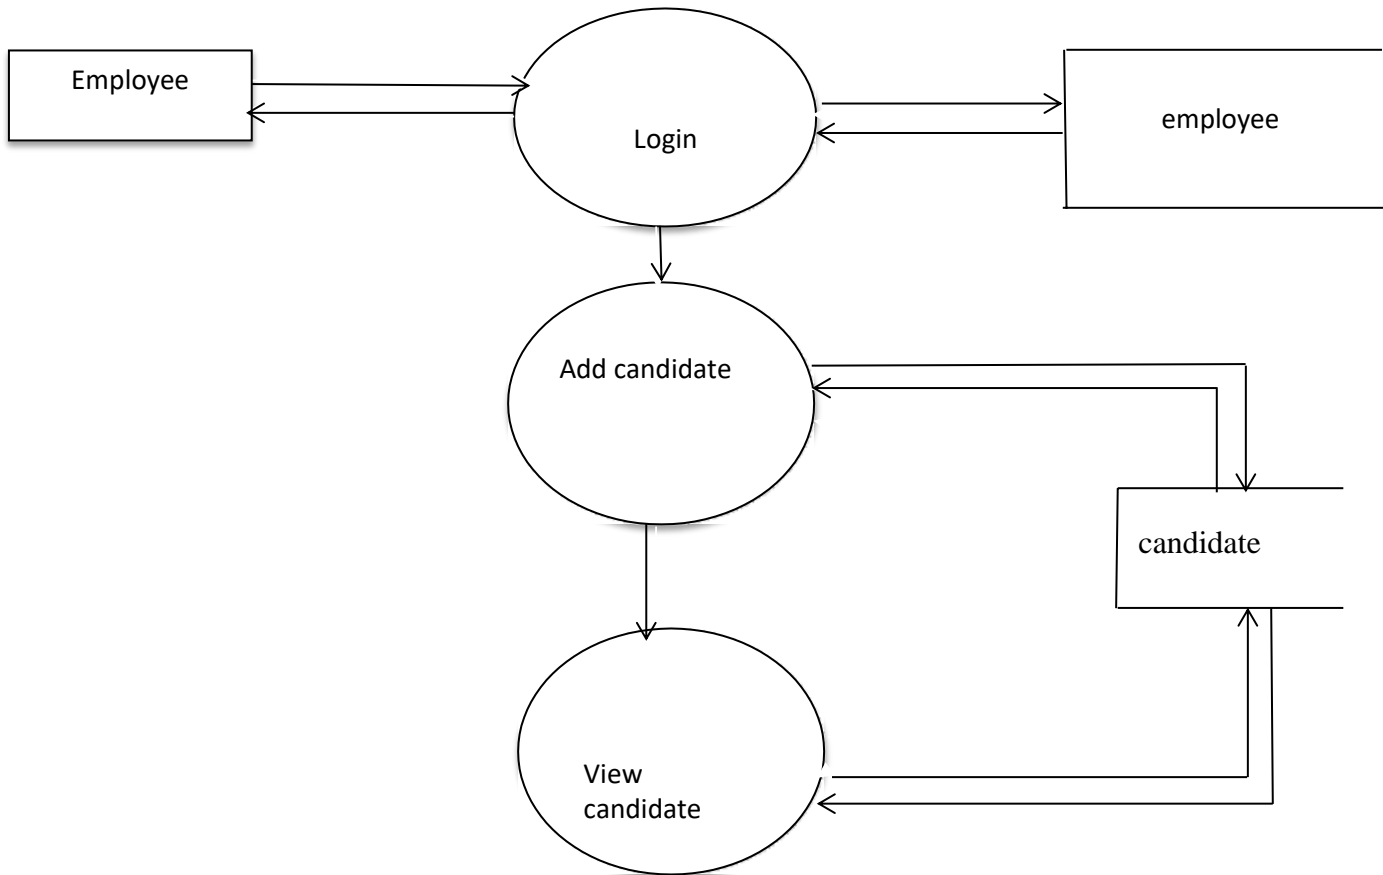 Employee
Login
employee
Add candidate
candidate
View
candidate